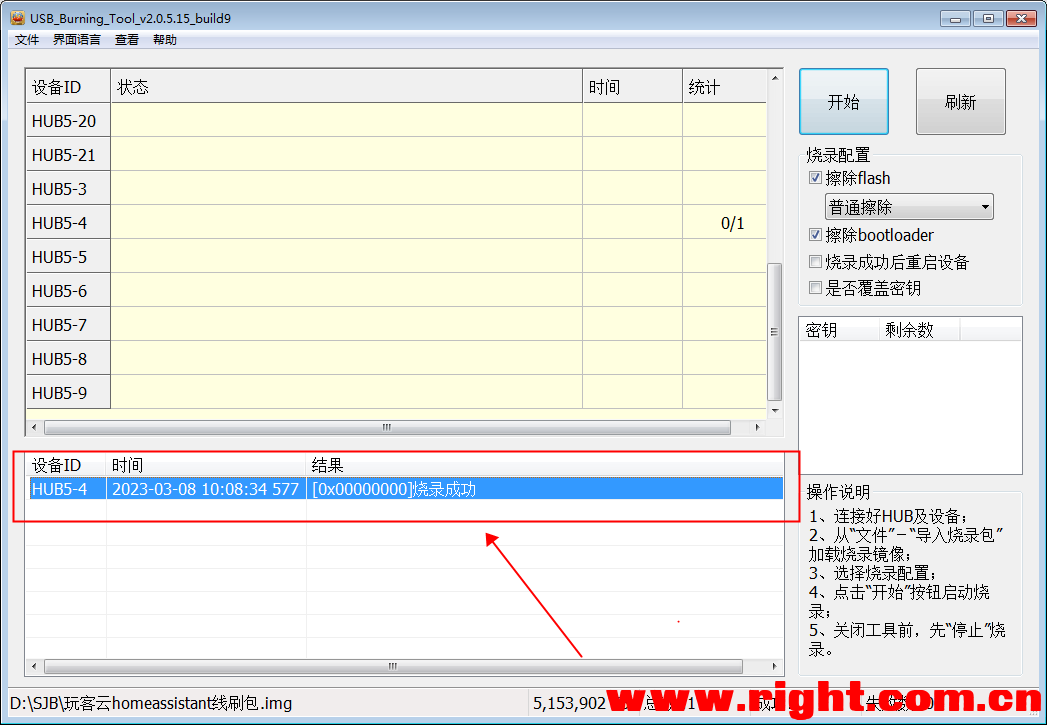 USB_Burning_Tool_v2.0.5.15_build9
文件 界面语言 查看 帮助
设备ID 状态 时间 统计
HUB5-20
HUB5-21
HUB5-3
HUB5-4 0/1
HUB5-5
HUB5-6
HUB5-7
HUB5-8
HUB5-9
设备ID 时间 结果
HUB5-4 2023-03-08 10:08:34 577 [0x00000000]烧录成功
开始 刷新
烧录配置
擦除flash
普通擦除
擦除bootloader
烧录成功后重启设备
是否覆盖密钥
密钥 剩余数
操作说明
1、连接好HUB及设备；
2、从“文件”－“导入烧录包”
加载烧录镜像；
3、选择烧录配置；
4、点击“开始”按钮启动烧
录；
5、关闭工具前，先“停止”烧
录。
D:\SJB\玩客云homeassistant线刷包.img 5,153,902
www.right.com.cn